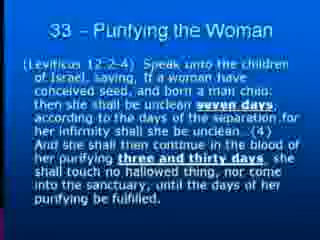 33 - Purifying the Woman
(Leviticus 12:2-4) Speak unto the children
of Israel, saying, If a woman have
conceived seed, and born a man child:
then she shall be unclean seven days;
according to the days of the separation for
her infirmity shall she be unclean…(4)
And she shall then continue in the blood of
her purifying three and thirty days; she
shall touch no hallowed thing, nor come
into the sanctuary, until the days of her
purifying be fulfilled.